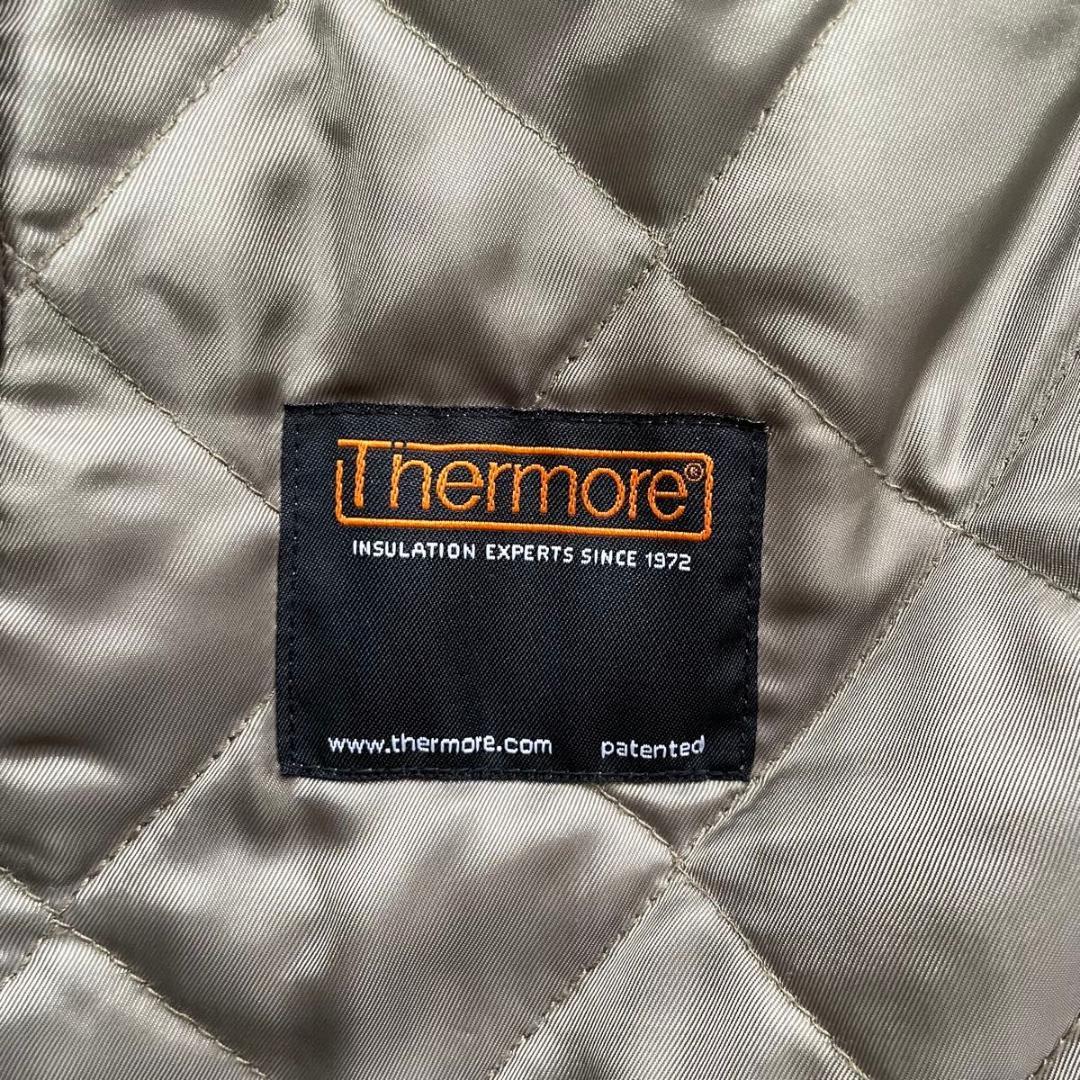 Thermore®
INSULATION EXPERTS SINCE 1972
www.thermore.com patented